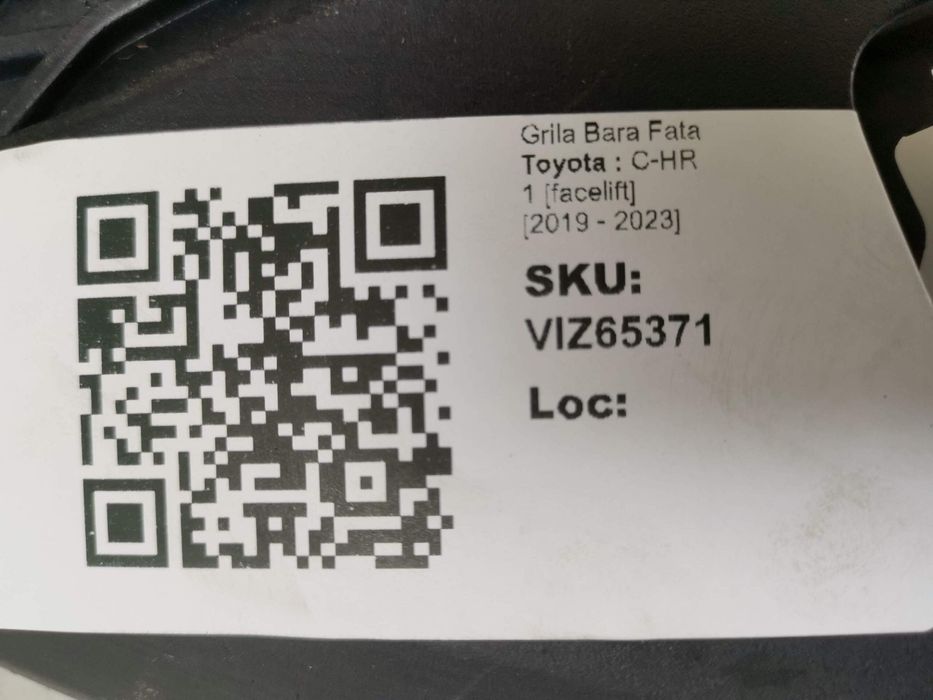 Grila Bara Fata
Toyota : C-HR
1 [facelift]
[2019 - 2023]
SKU:
VIZ65371
Loc: